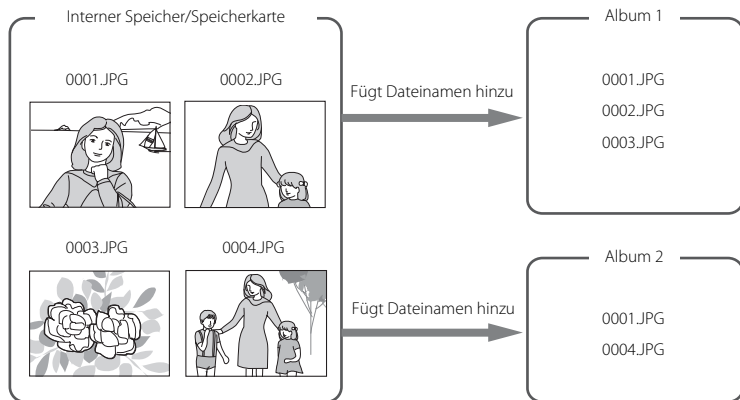 Interner Speicher/Speicherkarte
0001.JPG
0002.JPG
0003.JPG
0004.JPG
Fügt Dateinamen hinzu
Album 1
0001.JPG
0002.JPG
0003.JPG
Fügt Dateinamen hinzu
Album 2
0001.JPG
0004.JPG